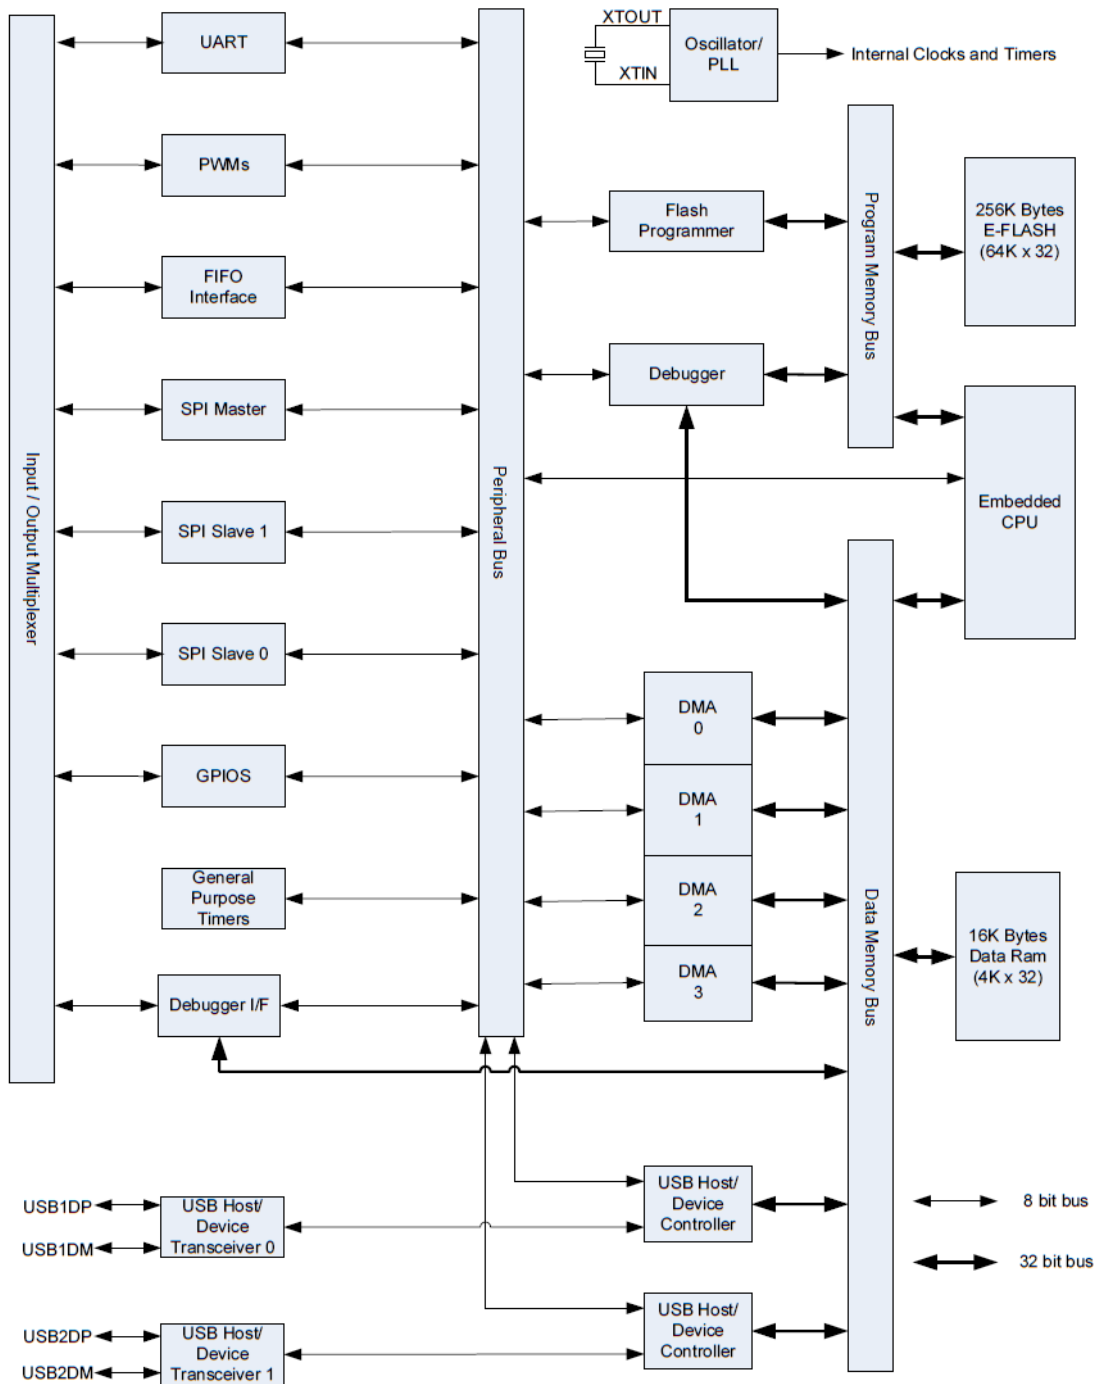 XTOUT
XTIN
Oscillator/
PLL
Internal Clocks and Timers
UART
PWMs
FIFO
Interface
SPI Master
SPI Slave 1
SPI Slave 0
GPIOS
General
Purpose
Timers
Debugger I/F
Input / Output Multiplexer
Peripheral Bus
Flash
Programmer
Debugger
Program Memory Bus
256K Bytes
E-FLASH
(64K x 32)
Embedded
CPU
DMA
0
DMA
1
DMA
2
DMA
3
Data Memory Bus
16K Bytes
Data Ram
(4K x 32)
USB1DP
USB1DM
USB Host/
Device
Transceiver 0
USB Host/
Device
Controller
8 bit bus
32 bit bus
USB2DP
USB2DM
USB Host/
Device
Transceiver 1
USB Host/
Device
Controller